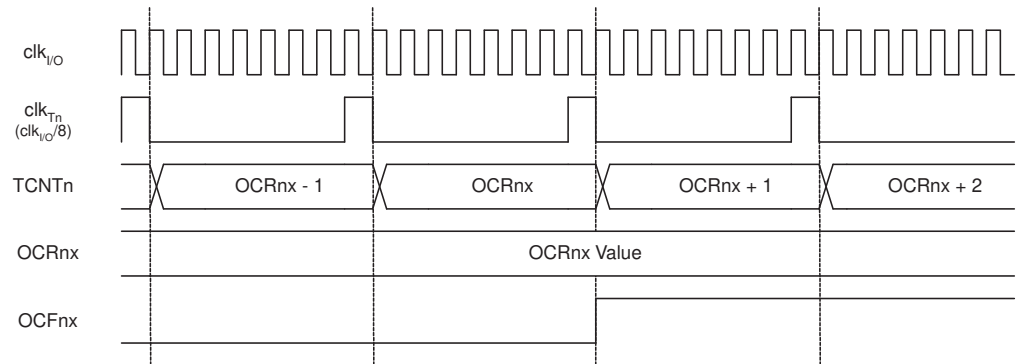 clkI/O
clkTn
(clkI/O/8)
TCNTn
OCRnx - 1
OCRnx
OCRnx + 1
OCRnx + 2
OCRnx
OCRnx Value
OCFnx